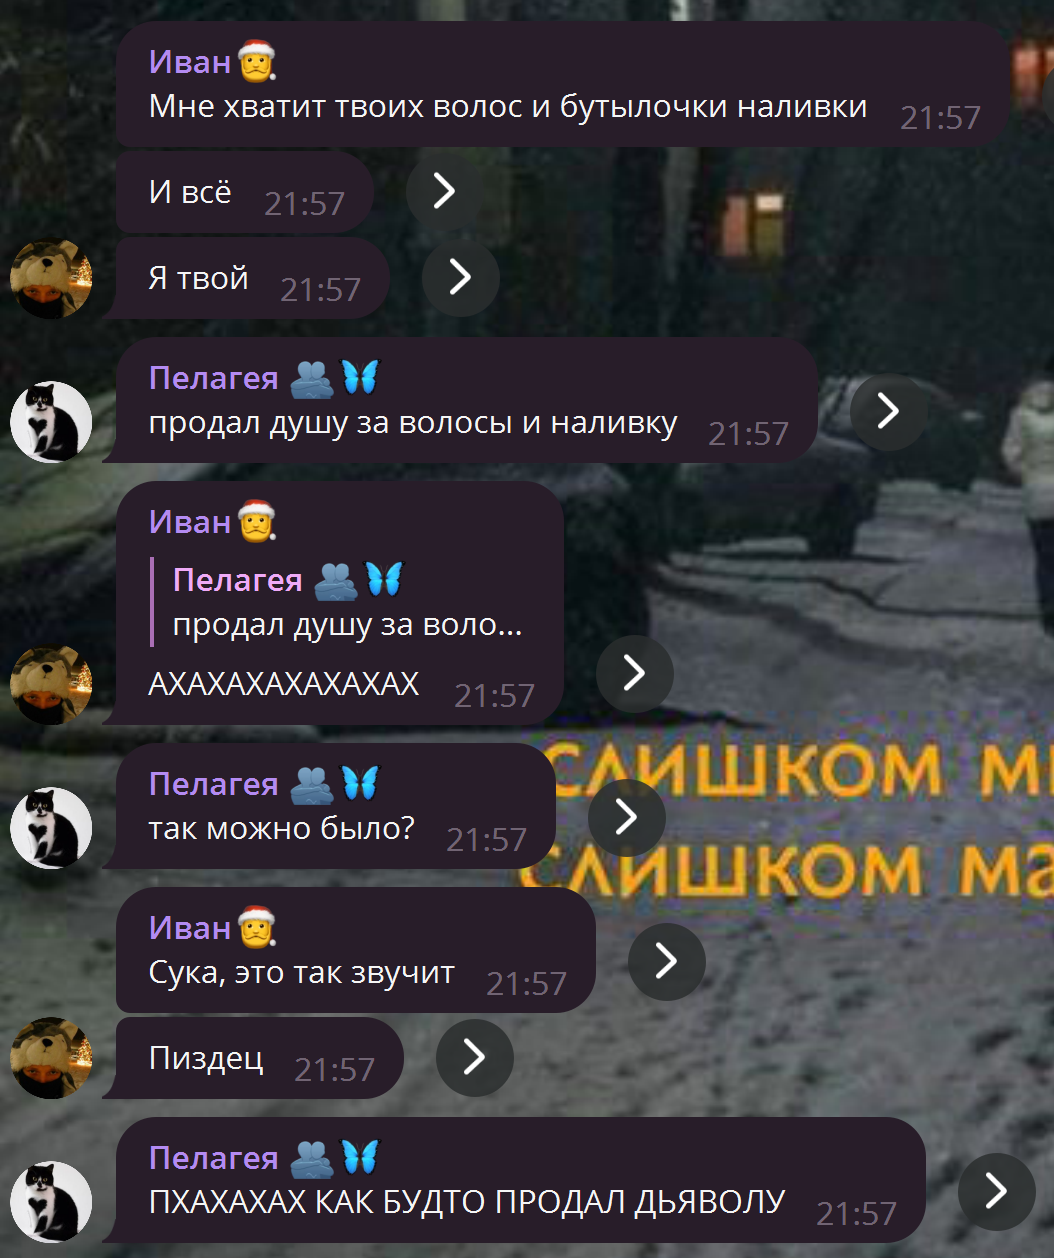 Иван🎅
Мне хватит твоих волос и бутылочки наливки 21:57
И всё 21:57
Я твой 21:57
Пелагея 🫂🦋
продал душу за волосы и наливку 21:57
Иван🎅
Пелагея 🫂🦋
продал душу за воло...
АХАХАХАХАХАХАХ 21:57
слишком
Пелагея 🫂🦋
так можно было? 21:57
слишком
Иван🎅
Сука, это так звучит 21:57
Пиздец 21:57
Пелагея 🫂🦋
ПХАХАХАХ КАК БУДТО ПРОДАЛ ДЬЯВОЛУ 21:57